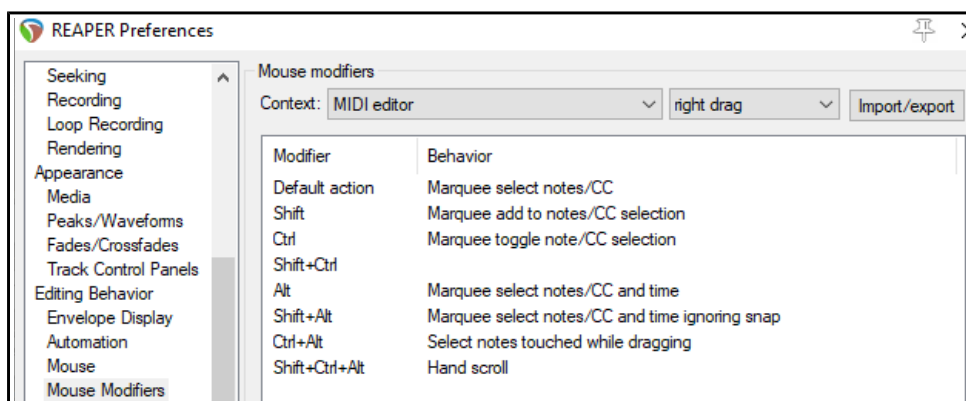 REAPER Preferences
Seeking
Recording
Loop Recording
Rendering
Appearance
Media
Peaks/Waveforms
Fades/Crossfades
Track Control Panels
Editing Behavior
Envelope Display
Automation
Mouse
Mouse Modifiers
Mouse modifiers
Context: MIDI editor right drag Import/export
Modifier Behavior
Default action Marquee select notes/CC
Shift Marquee add to notes/CC selection
Ctrl Marquee toggle note/CC selection
Shift+Ctrl
Alt Marquee select notes/CC and time
Shift+Alt Marquee select notes/CC and time ignoring snap
Ctrl+Alt Select notes touched while dragging
Shift+Ctrl+Alt Hand scroll